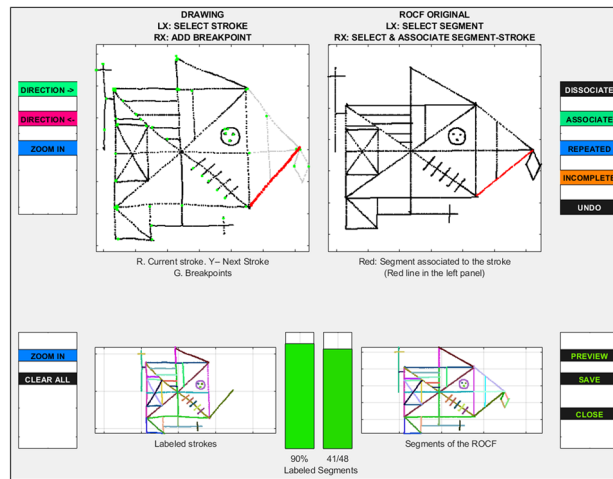 DRAWING
LX: SELECT STROKE
RX: ADD BREAKPOINT
ROCF ORIGINAL
LX: SELECT SEGMENT
RX: SELECT & ASSOCIATE SEGMENT-STROKE
DIRECTION ->
DIRECTION <-
ZOOM IN
DISSOCIATE
ASSOCIATE
REPEATED
INCOMPLETE
UNDO
R. Current stroke. Y– Next Stroke
G. Breakpoints
Red: Segment associated to the stroke
(Red line in the left panel)
ZOOM IN
CLEAR ALL
PREVIEW
SAVE
CLOSE
Labeled strokes
90%
41/48
Labeled Segments
Segments of the ROCF